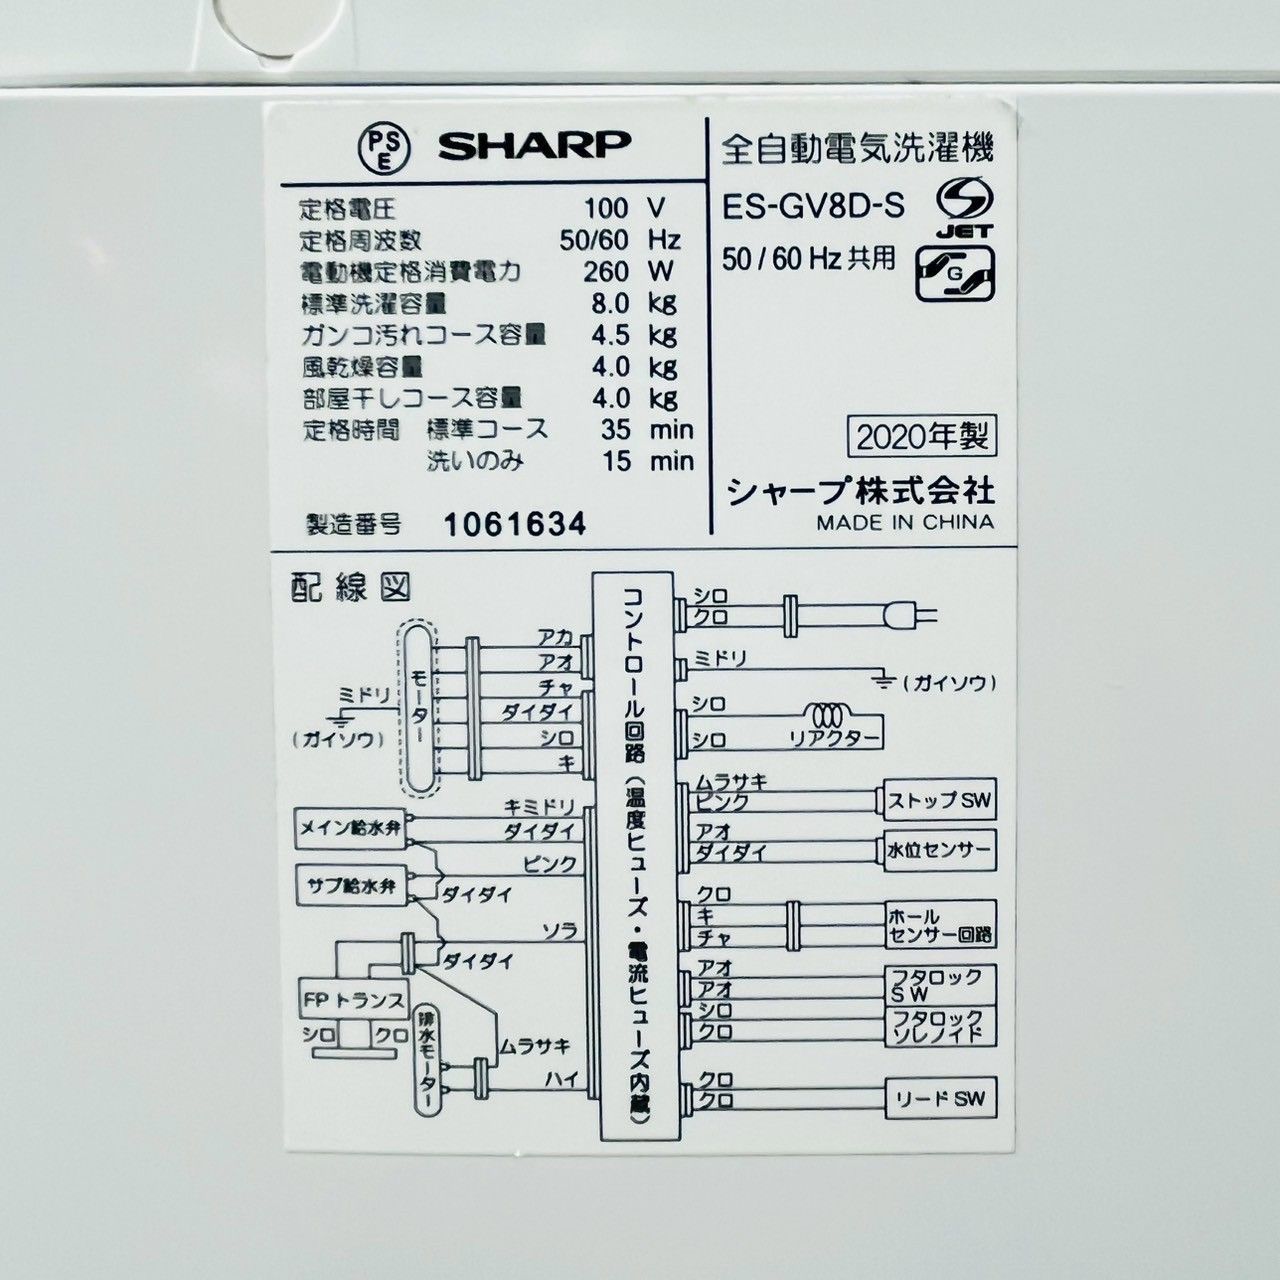 PSE SHARP
定格電圧 100 V
定格周波数 50/60 Hz
電動機定格消費電力 260 W
標準洗濯容量 8.0 kg
ガンコ汚れコース容量 4.5 kg
風乾燥容量 4.0 kg
部屋干しコース容量 4.0 kg
定格時間 標準コース 35 min
洗いのみ 15 min
製造番号 1061634
全自動電気洗濯機
ES-GV8D-S
JET
50/60 Hz 共用
G
2020年製
シャープ株式会社
MADE IN CHINA
配線図
モーター
ミドリ
(ガイソウ)
アカ
アオ
チャ
ダイダイ
シロ
キ
メイン給水弁
キミドリ
ダイダイ
サブ給水弁
ピンク
ダイダイ
ソラ
ダイダイ
FPトランス
シロ クロ
排水モーター
ムラサキ
ハイ
コントロール回路(温度ヒューズ・電流ヒューズ内蔵)
シロ
クロ
ミドリ
(ガイソウ)
シロ
シロ
リアクター
ムラサキ
ピンク
ストップSW
アオ
ダイダイ
水位センサー
クロ
キ
チャ
ホール
センサー回路
アオ
アオ
フタロック
SW
シロ
クロ
フタロック
ソレノイド
クロ
クロ
リードSW